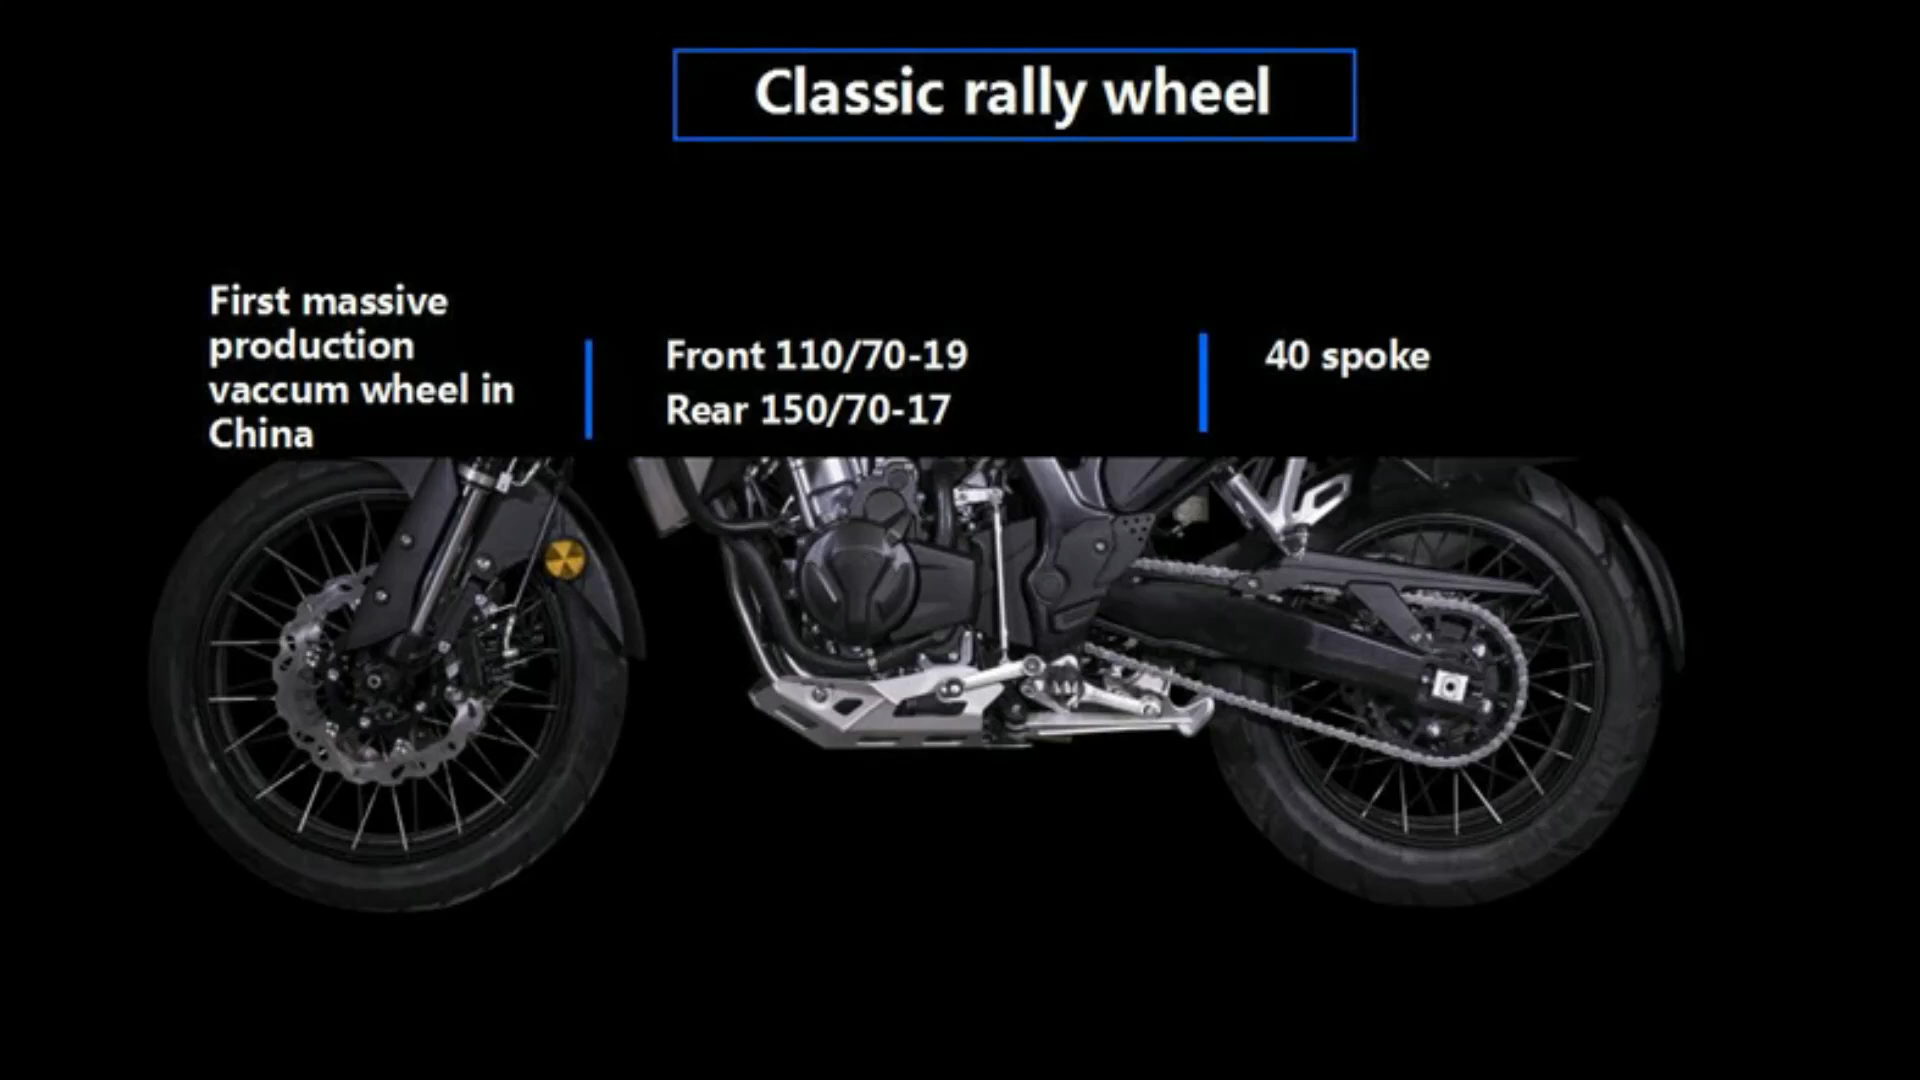 Classic rally wheel
First massive
production
vaccum wheel in
China
Front 110/70-19
Rear 150/70-17
40 spoke